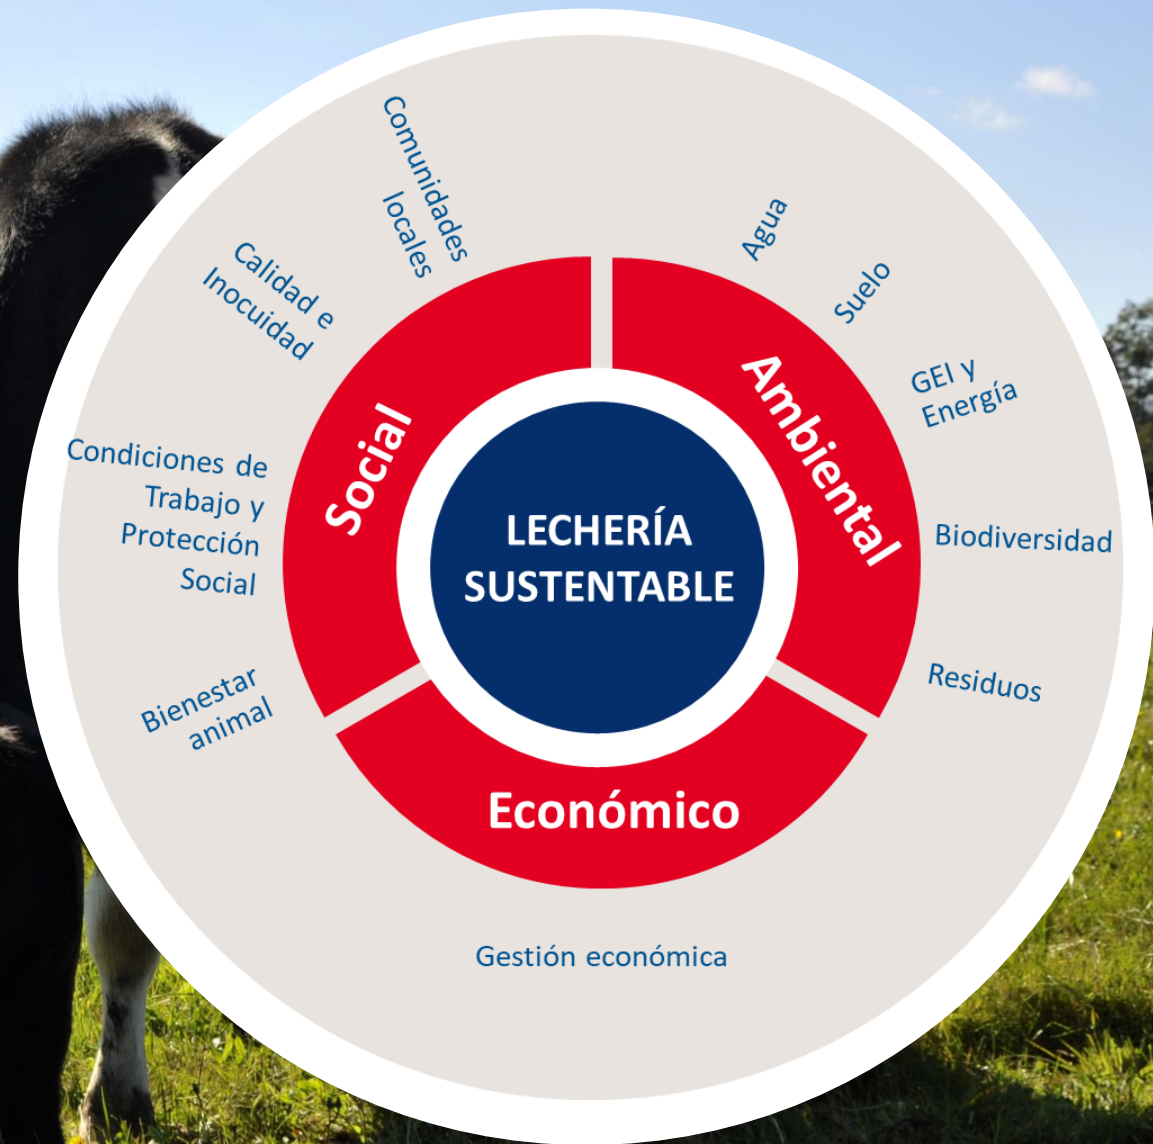 LECHERÍA
SUSTENTABLE
Social
Ambiental
Económico
Comunidades
locales
Calidad e
Inocuidad
Condiciones de
Trabajo y
Protección
Social
Bienestar
animal
Agua
Suelo
GEI y
Energía
Biodiversidad
Residuos
Gestión económica